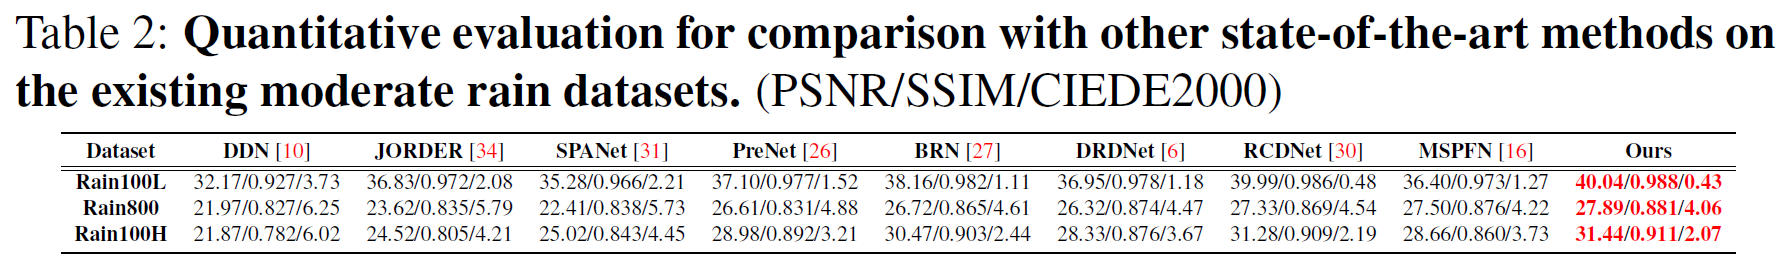 Table 2: Quantitative evaluation for comparison with other state-of-the-art methods on
the existing moderate rain datasets. (PSNR/SSIM/CIEDE2000)
Dataset DDN [10] JORDER [34] SPANet [31] PreNet [26] BRN [27] DRDNet [6] RCDNet [30] MSPFN [16] Ours
Rain100L 32.17/0.927/3.73 36.83/0.972/2.08 35.28/0.966/2.21 37.10/0.977/1.52 38.16/0.982/1.11 36.95/0.978/1.18 39.99/0.986/0.48 36.40/0.973/1.27 40.04/0.988/0.43
Rain800 21.97/0.827/6.25 23.62/0.835/5.79 22.41/0.838/5.73 26.61/0.831/4.88 26.72/0.865/4.61 26.32/0.874/4.47 27.33/0.869/4.54 27.50/0.876/4.22 27.89/0.881/4.06
Rain100H 21.87/0.782/6.02 24.52/0.805/4.21 25.02/0.843/4.45 28.98/0.892/3.21 30.47/0.903/2.44 28.33/0.876/3.67 31.28/0.909/2.19 28.66/0.860/3.73 31.44/0.911/2.07